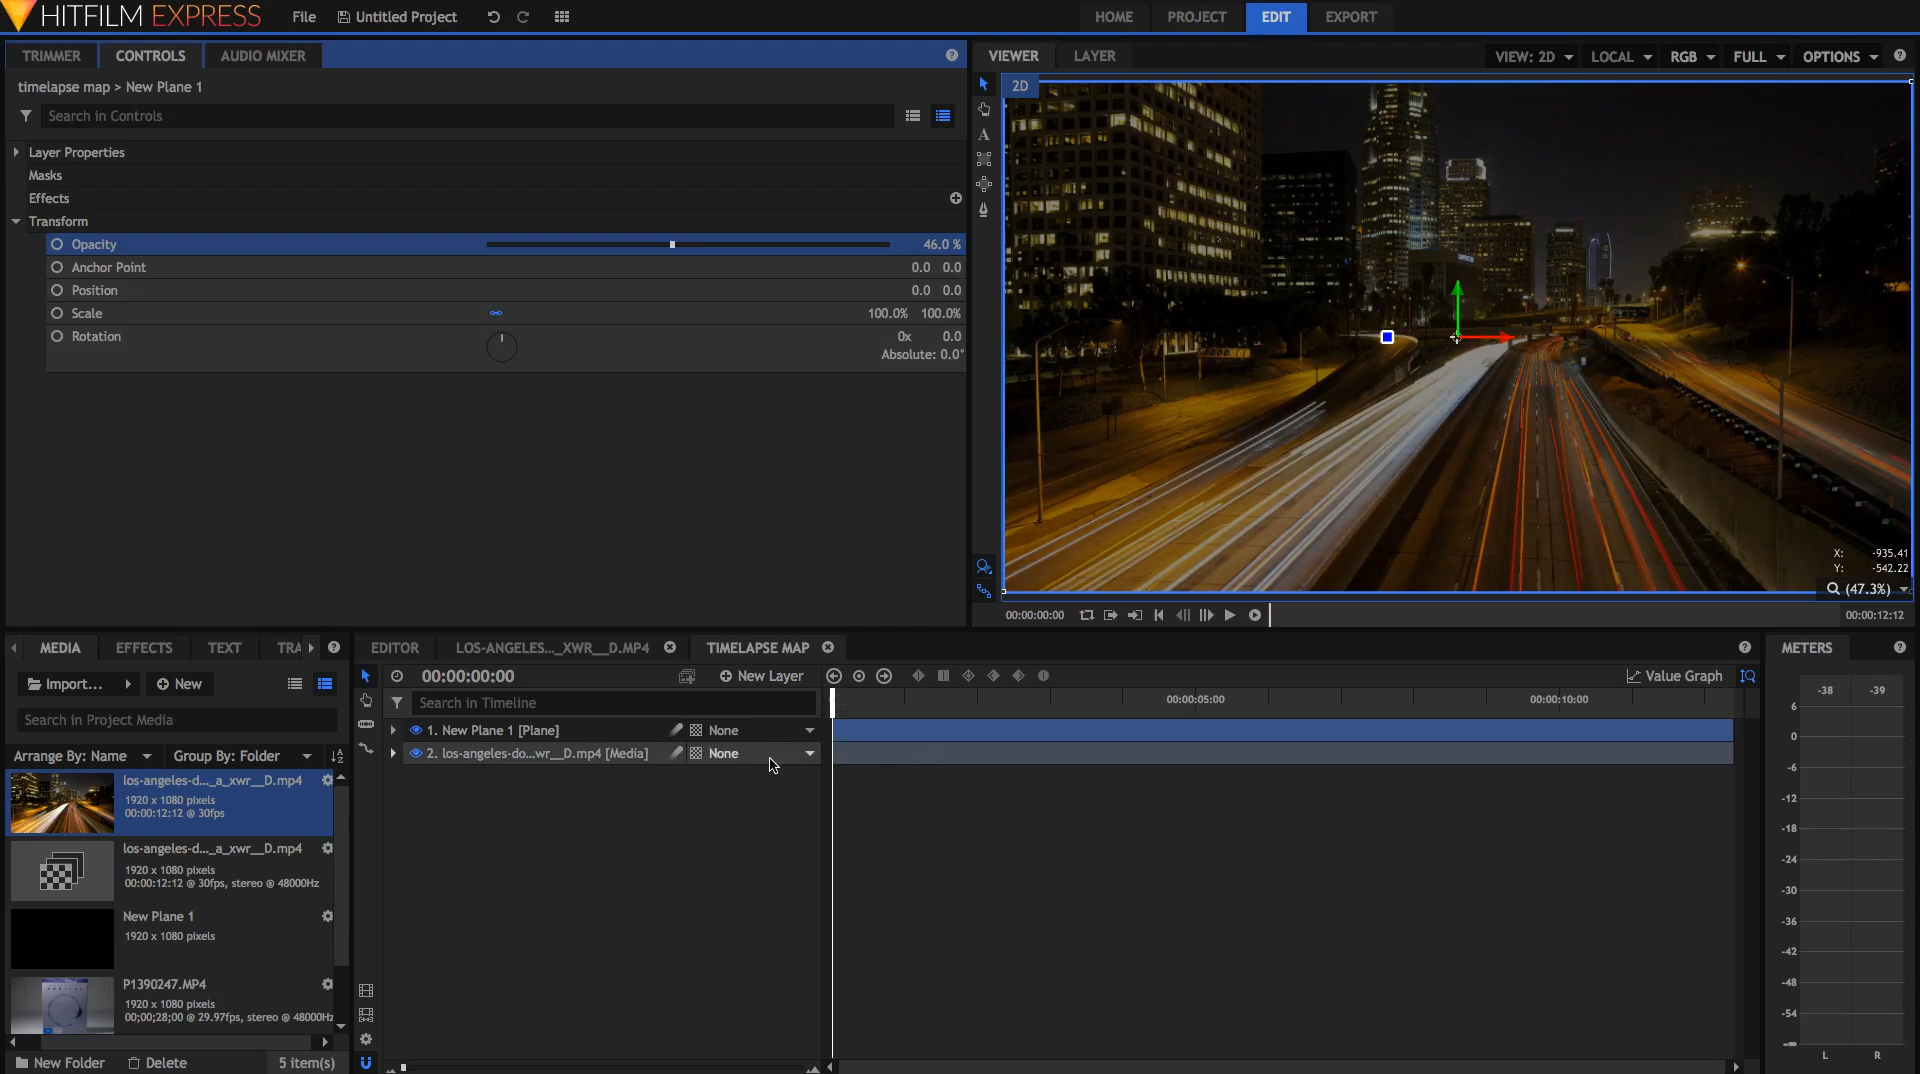 HITFILM EXPRESS
File
Untitled Project
HOME
PROJECT
EDIT
EXPORT
TRIMMER
CONTROLS
AUDIO MIXER
timelapse map > New Plane 1
Search in Controls
Layer Properties
Masks
Effects
Transform
Opacity
46.0 %
Anchor Point
0.0 0.0
Position
0.0 0.0
Scale
100.0% 100.0%
Rotation
0x 0.0
Absolute: 0.0°
VIEWER
LAYER
VIEW: 2D
LOCAL
RGB
FULL
OPTIONS
2D
X: -935.41
Y: -542.22
(47.3%)
00:00:00:00
00:00:12:12
MEDIA
EFFECTS
TEXT
TRA
Import...
New
Search in Project Media
Arrange By: Name
Group By: Folder
los-angeles-d..._a_xwr__D.mp4
1920 x 1080 pixels
00:00:12:12 @ 30fps
los-angeles-d..._a_xwr__D.mp4
1920 x 1080 pixels
00:00:12:12 @ 30fps, stereo @ 48000Hz
New Plane 1
1920 x 1080 pixels
P1390247.MP4
1920 x 1080 pixels
00;00;28;00 @ 29.97fps, stereo @ 48000Hz
New Folder
Delete
5 item(s)
EDITOR
LOS-ANGELES..._XWR__D.MP4
TIMELAPSE MAP
00:00:00:00
New Layer
Value Graph
Search in Timeline
00:00:05:00
00:00:10:00
1. New Plane 1 [Plane]
None
2. los-angeles-do...wr__D.mp4 [Media]
None
METERS
-38
-39
6
0
-6
-12
-18
-24
-30
-36
-42
-48
-54
-∞
L
R